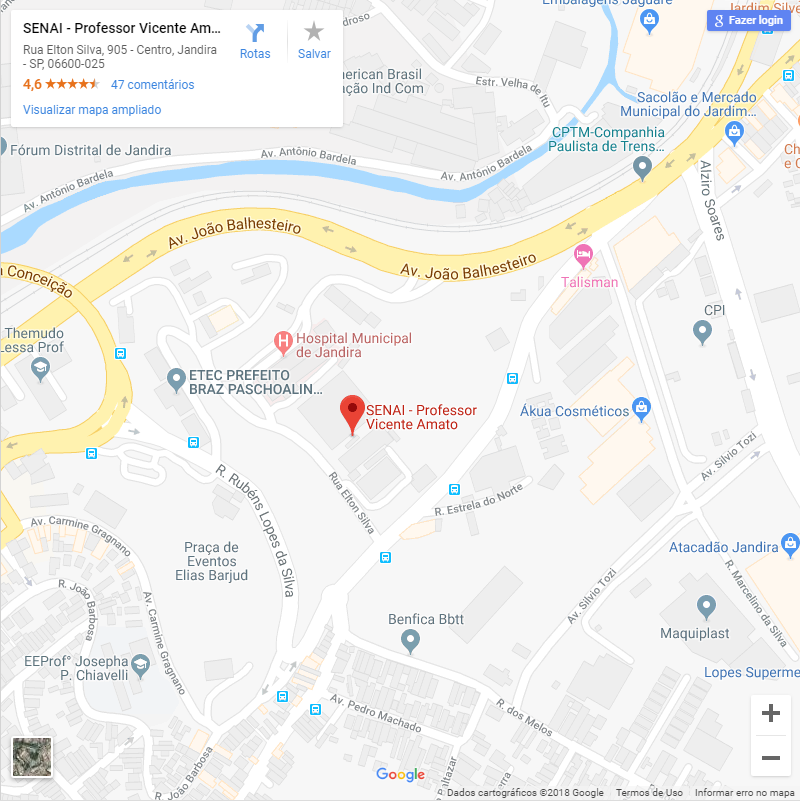 Embalagens Jaguaré
Jardim Silve
Fazer login
SENAI - Professor Vicente Am...
Rua Elton Silva, 905 - Centro, Jandira
- SP, 06600-025
4,6
47 comentários
Visualizar mapa ampliado
Rotas
Salvar
merican Brasil
ação Ind Com
Estr. Velha de Itu
Sacolão e Mercado
Municipal do Jardim...
CPTM-Companhia
Paulista de Trens...
Ch
e C
Fórum Distrital de Jandira
Av. Antônio Bardela
Av. Antônio Bardela
Av. Antônio Bardela
Alziro Soares
Av. João Balhesteiro
Av. João Balhesteiro
a Conceição
Talisman
CPI
Themudo
Lessa Prof
Hospital Municipal
de Jandira
ETEC PREFEITO
BRAZ PASCHOALIN...
SENAI - Professor
Vicente Amato
Ákua Cosméticos
Av. Silvio Tozi
Rua Elton Silva
R. Estrela do Norte
R. Rubéns Lopes da Silva
Av. Carmine Gragnano
Praça de
Eventos
Elias Barjud
Atacadão Jandira
R. Marcelino da Silva
R. João Barbosa
Av. Carmine Gragnano
Av. Silvio Tozi
Benfica Bbtt
Maquiplast
EEProfº Josepha
P. Chiavelli
Lopes Superme
Av. Pedro Machado
R. dos Melos
R. João Barbosa
Baltazar
Google
Dados cartográficos ©2018 Google
Termos de Uso
Informar erro no mapa